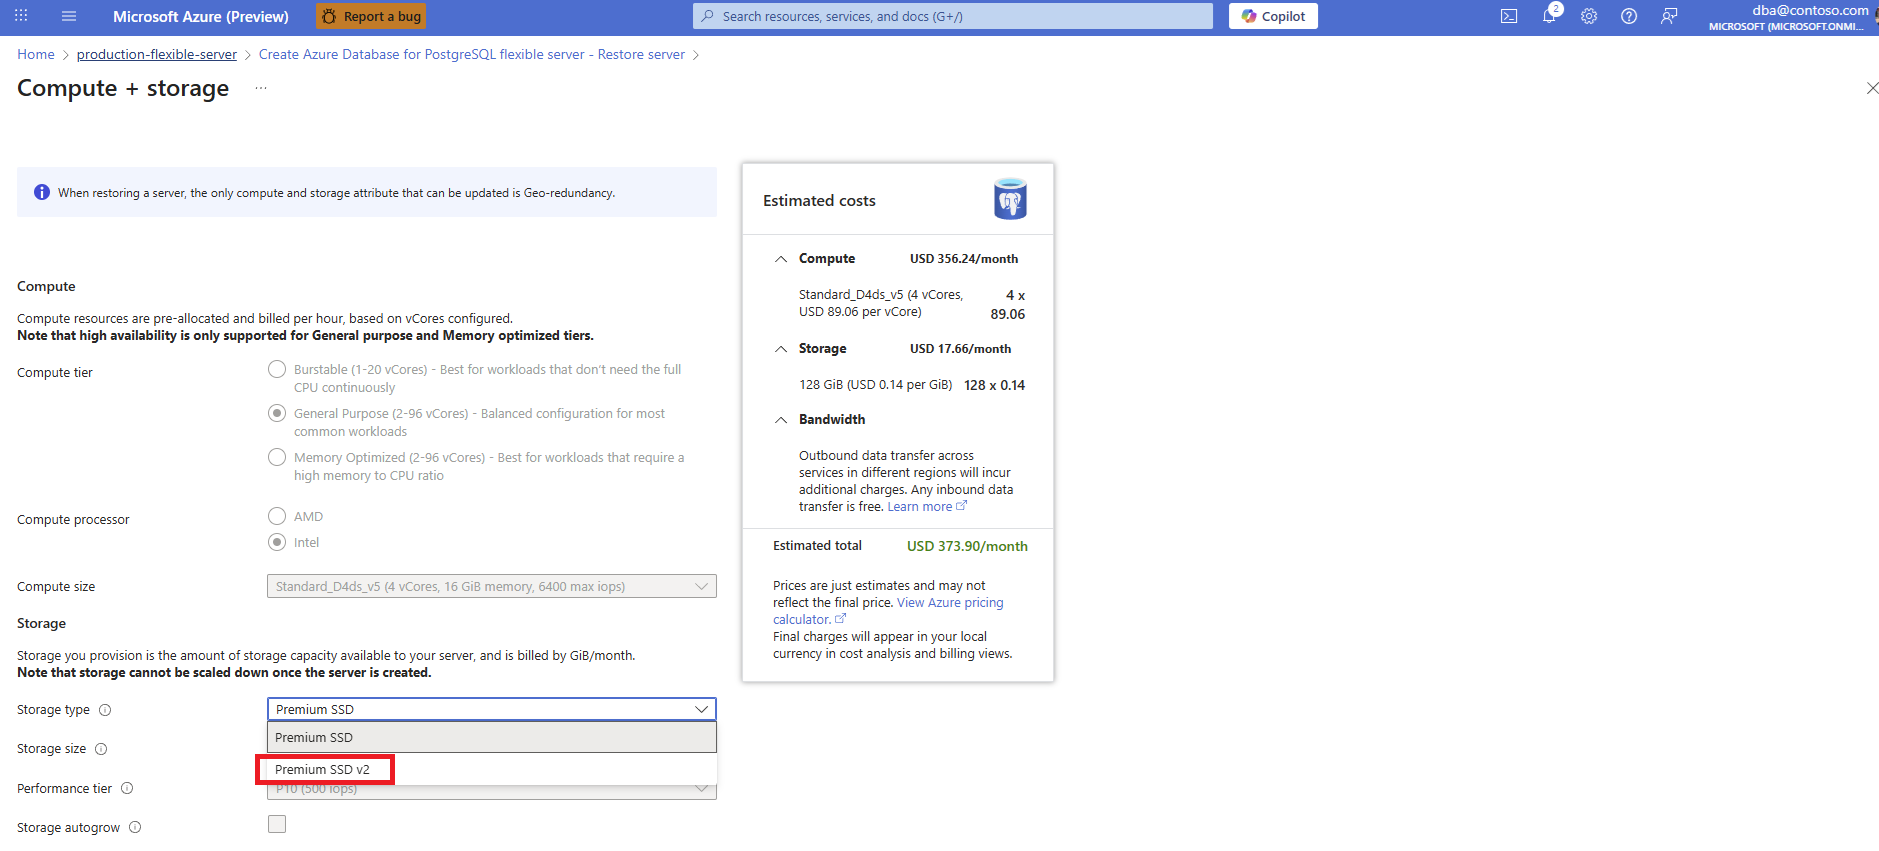 Microsoft Azure (Preview)
Report a bug
Search resources, services, and docs (G+/)
Copilot
2
dba@contoso.com
MICROSOFT (MICROSOFT.ONMI...
Home > production-flexible-server > Create Azure Database for PostgreSQL flexible server - Restore server >
Compute + storage ...
When restoring a server, the only compute and storage attribute that can be updated is Geo-redundancy.
Compute
Compute resources are pre-allocated and billed per hour, based on vCores configured.
Note that high availability is only supported for General purpose and Memory optimized tiers.
Compute tier
Burstable (1-20 vCores) - Best for workloads that don't need the full
CPU continuously
General Purpose (2-96 vCores) - Balanced configuration for most
common workloads
Memory Optimized (2-96 vCores) - Best for workloads that require a
high memory to CPU ratio
Compute processor
AMD
Intel
Compute size
Standard_D4ds_v5 (4 vCores, 16 GiB memory, 6400 max iops)
Storage
Storage you provision is the amount of storage capacity available to your server, and is billed by GiB/month.
Note that storage cannot be scaled down once the server is created.
Storage type
Premium SSD
Premium SSD
Storage size
Premium SSD v2
Performance tier
P10 (500 iops)
Storage autogrow
Estimated costs
Compute USD 356.24/month
Standard_D4ds_v5 (4 vCores, 4 x
USD 89.06 per vCore) 89.06
Storage USD 17.66/month
128 GiB (USD 0.14 per GiB) 128 x 0.14
Bandwidth
Outbound data transfer across
services in different regions will incur
additional charges. Any inbound data
transfer is free. Learn more
Estimated total USD 373.90/month
Prices are just estimates and may not
reflect the final price. View Azure pricing
calculator.
Final charges will appear in your local
currency in cost analysis and billing views.